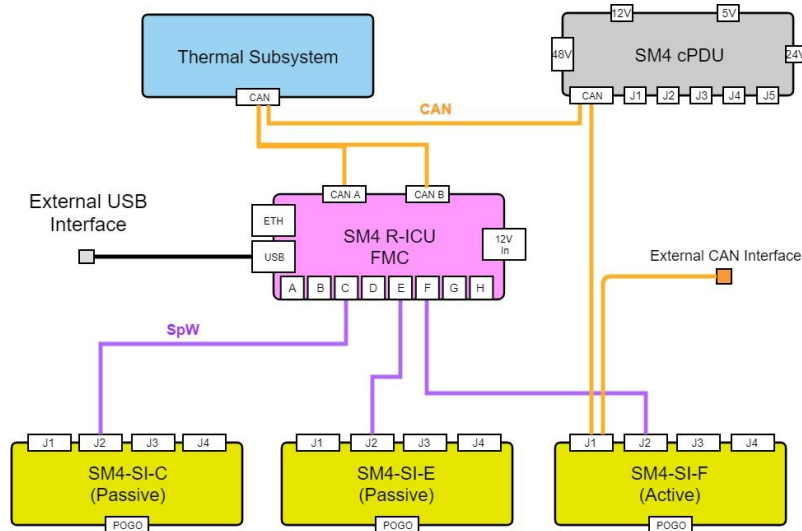 12V
5V
Thermal Subsystem
48V
SM4 cPDU
24V
CAN
CAN
J1
J2
J3
J4
J5
CAN
CAN A
CAN B
External USB
Interface
ETH
USB
SM4 R-ICU
FMC
12V
In
External CAN Interface
A
B
C
D
E
F
G
H
SpW
J1
J2
J3
J4
J1
J2
J3
J4
J1
J2
J3
J4
SM4-SI-C
(Passive)
SM4-SI-E
(Passive)
SM4-SI-F
(Active)
POGO
POGO
POGO